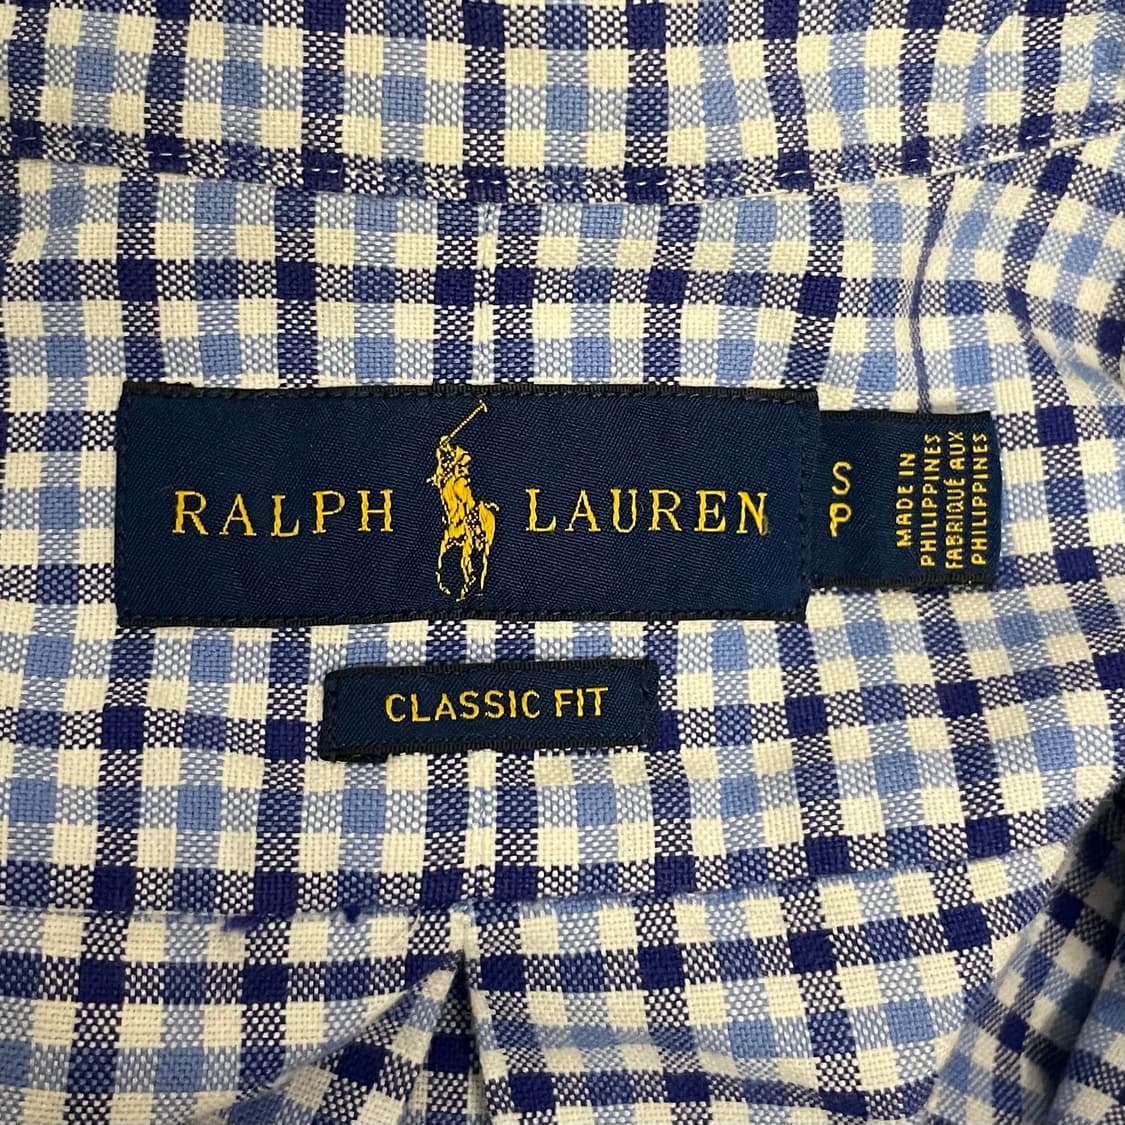 RALPH LAUREN
S
P
MADE IN
PHILIPPINES
FABRIQUÉ AUX
PHILIPPINES
CLASSIC FIT